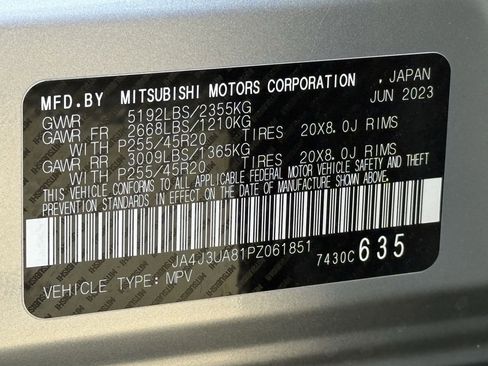 MFD.BY MITSUBISHI MOTORS CORPORATION , JAPAN
GVWR 5192LBS/2355KG JUN 2023
GAWR FR 2668LBS/1210KG
WITH P255/45R20 TIRES 20X8.0J RIMS
GAWR RR 3009LBS/1365KG
WITH P255/45R20 TIRES 20X8.0J RIMS
THIS VEHICLE CONFORMS TO ALL APPLICABLE FEDERAL MOTOR VEHICLE SAFETY AND THEFT
PREVENTION STANDARDS IN EFFECT ON THE DATE OF MANUFACTURE SHOWN ABOVE.
JA4J3UA81PZ061851 7430C635
VEHICLE TYPE: MPV